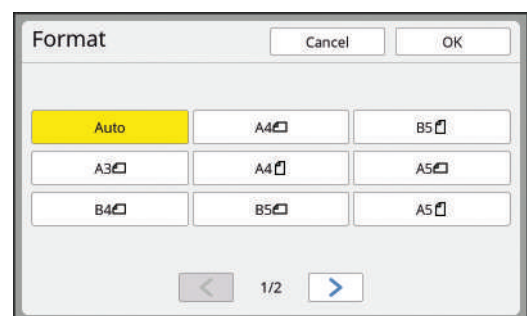 Format Cancel OK
Auto A4 B5
A3 A4 A5
B4 B5 A5
1/2